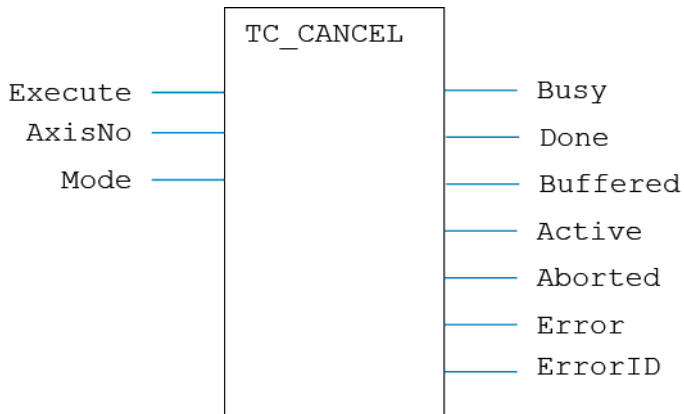 TC_CANCEL
Execute
AxisNo
Mode
Busy
Done
Buffered
Active
Aborted
Error
ErrorID